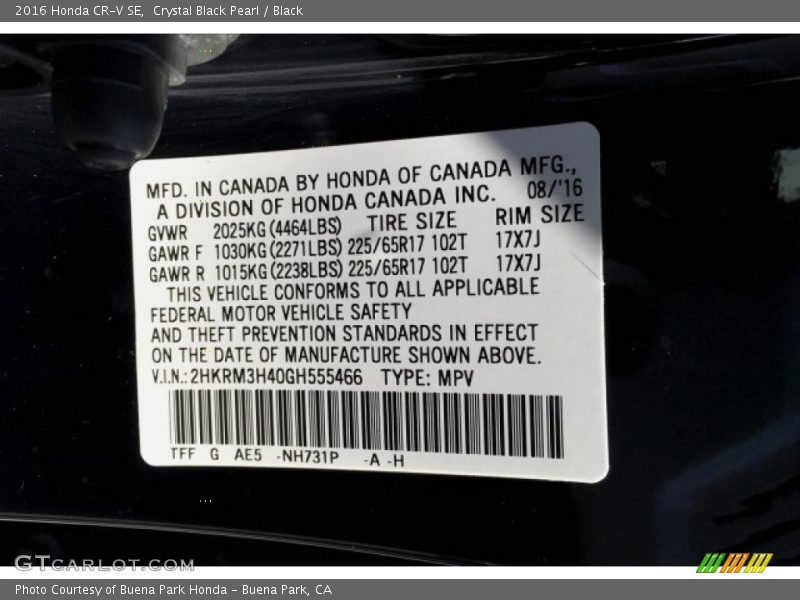 2016 Honda CR-V SE,  Crystal Black Pearl / Black
MFD. IN CANADA BY HONDA OF CANADA MFG.,
A DIVISION OF HONDA CANADA INC. 08/'16
GVWR 2025KG(4464LBS) TIRE SIZE RIM SIZE
GAWR F 1030KG(2271LBS) 225/65R17 102T 17X7J
GAWR R 1015KG(2238LBS) 225/65R17 102T 17X7J
THIS VEHICLE CONFORMS TO ALL APPLICABLE
FEDERAL MOTOR VEHICLE SAFETY
AND THEFT PREVENTION STANDARDS IN EFFECT
ON THE DATE OF MANUFACTURE SHOWN ABOVE.
V.I.N.: 2HKRM3H40GH555466 TYPE: MPV
TFF G AE5 -NH731P -A -H
GTCARLOT.COM
Photo Courtesy of Buena Park Honda - Buena Park, CA